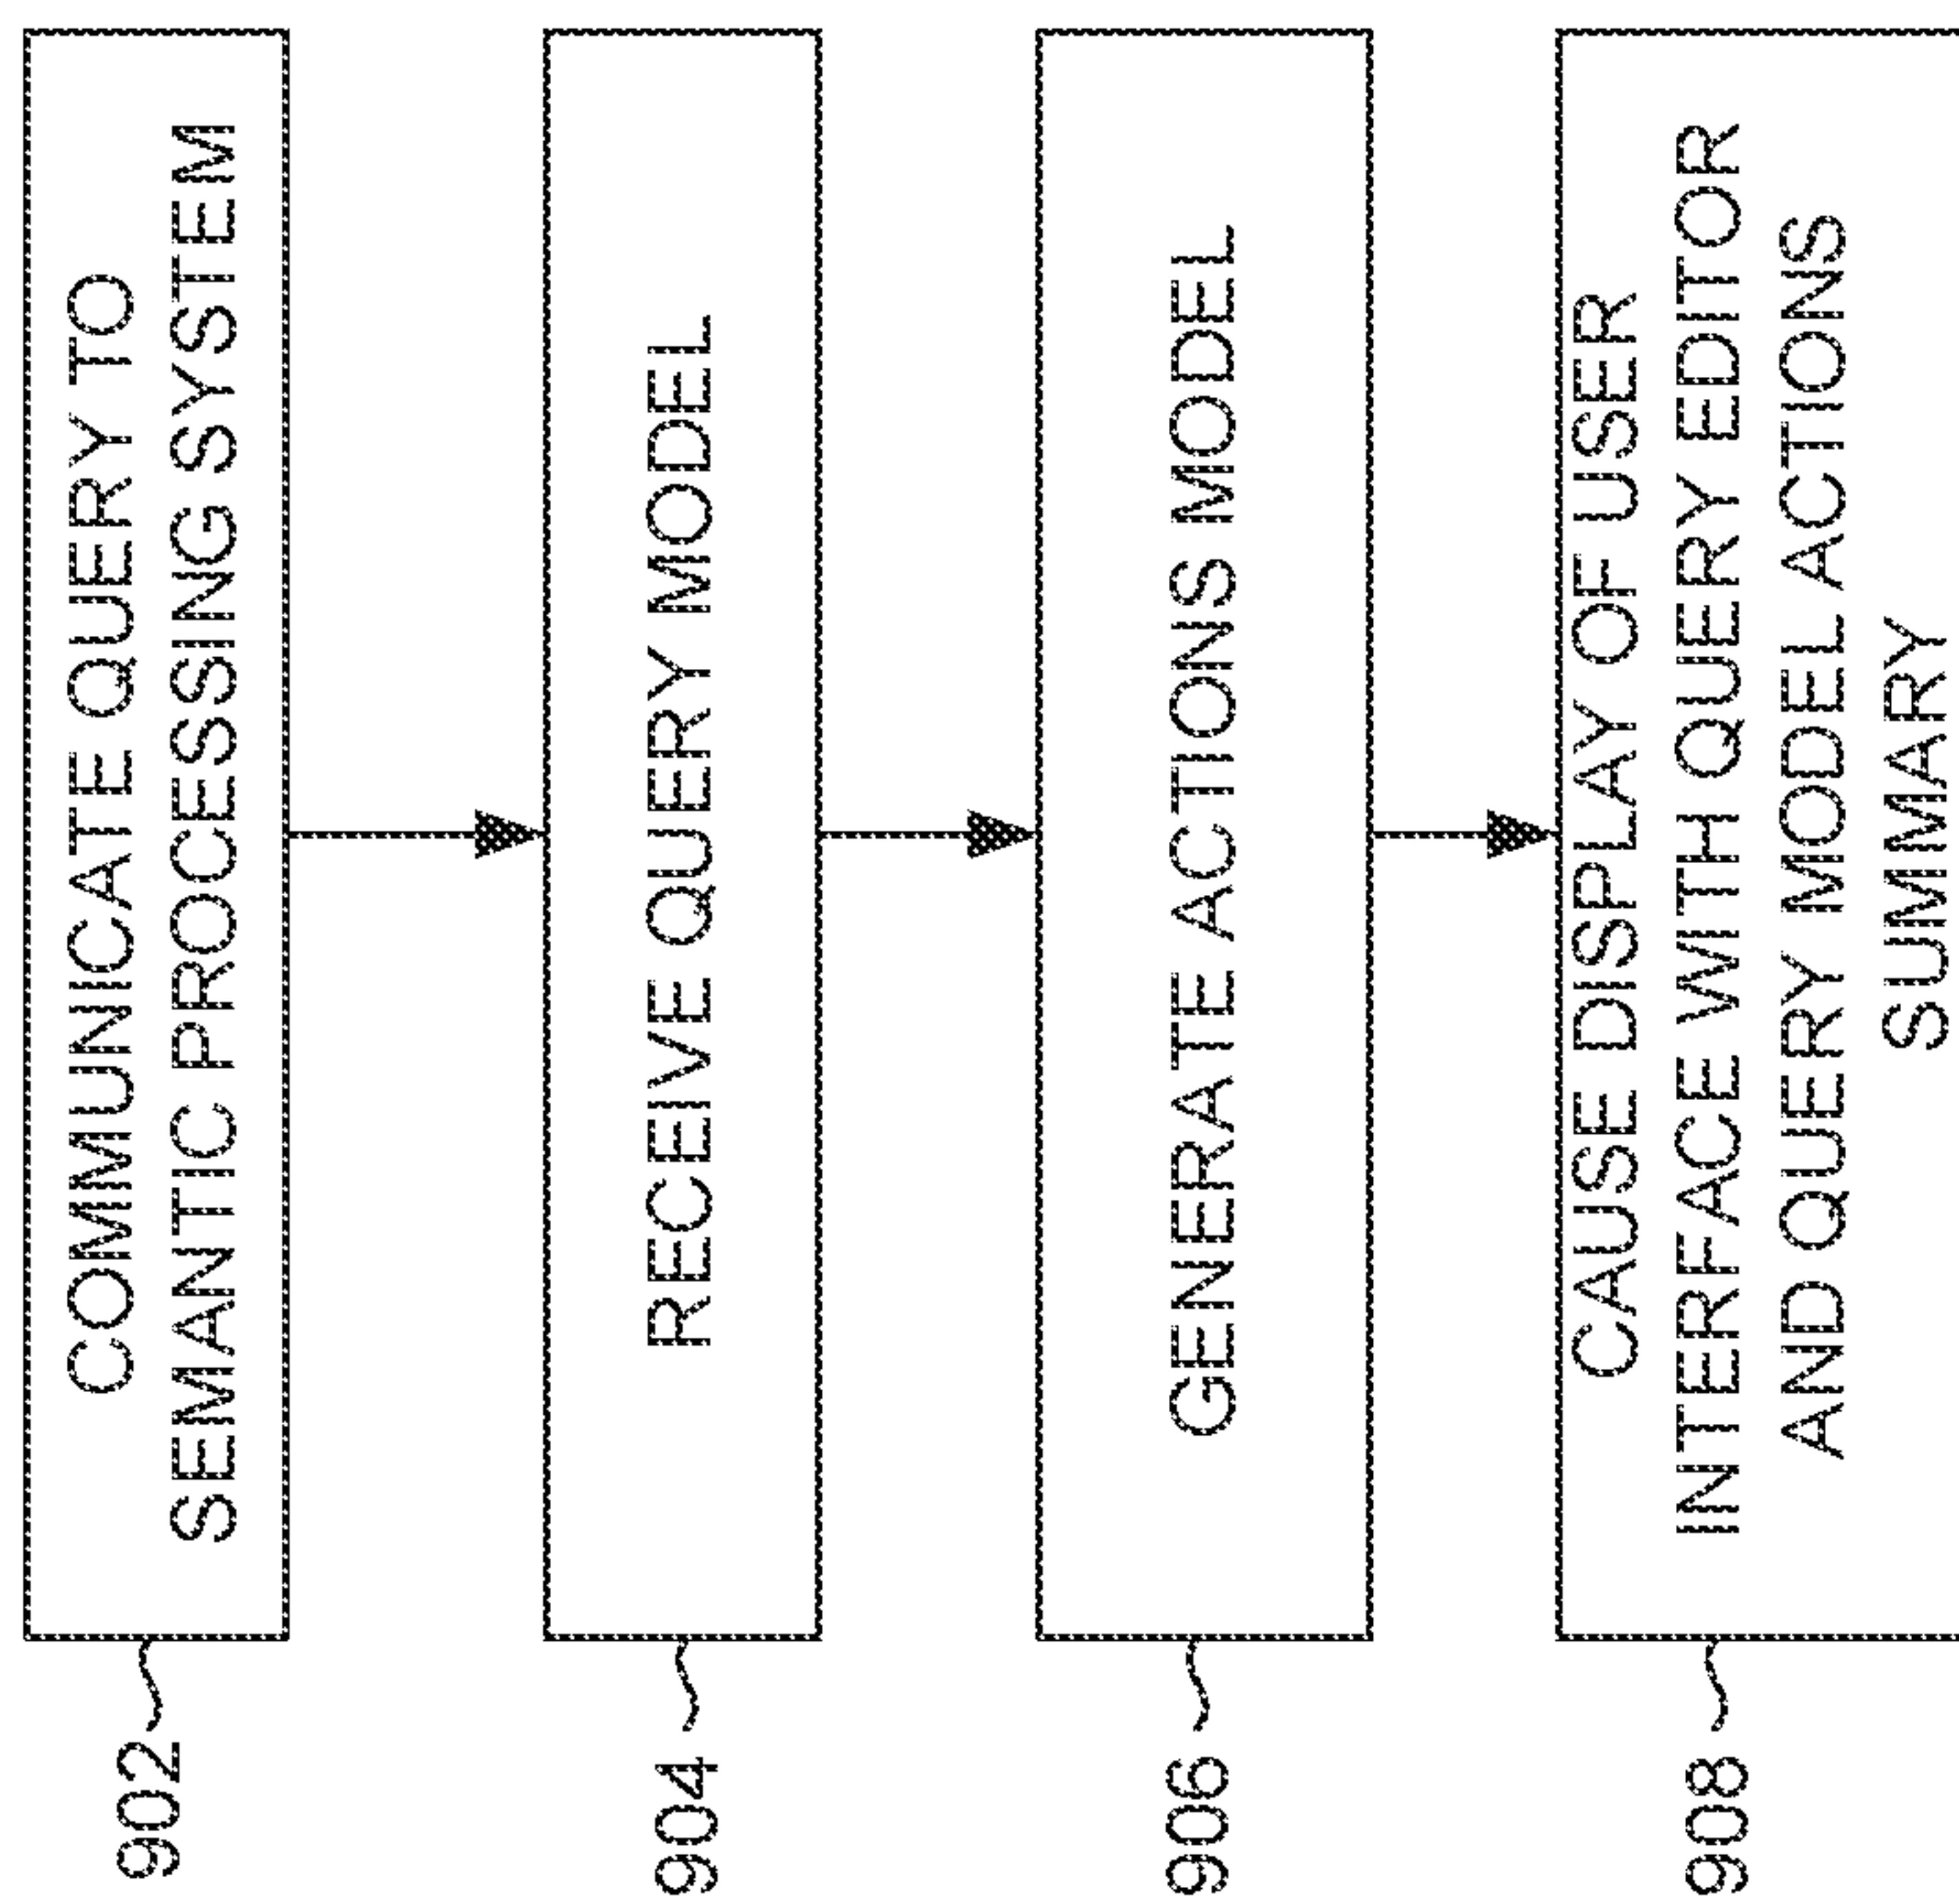 902
COMMUNICATE QUERY TO
SEMANTIC PROCESSING SYSTEM
904
RECEIVE QUERY MODEL
906
GENERATE ACTIONS MODEL
908
CAUSE DISPLAY OF USER
INTERFACE WITH QUERY EDITOR
AND QUERY MODEL ACTIONS
SUMMARY